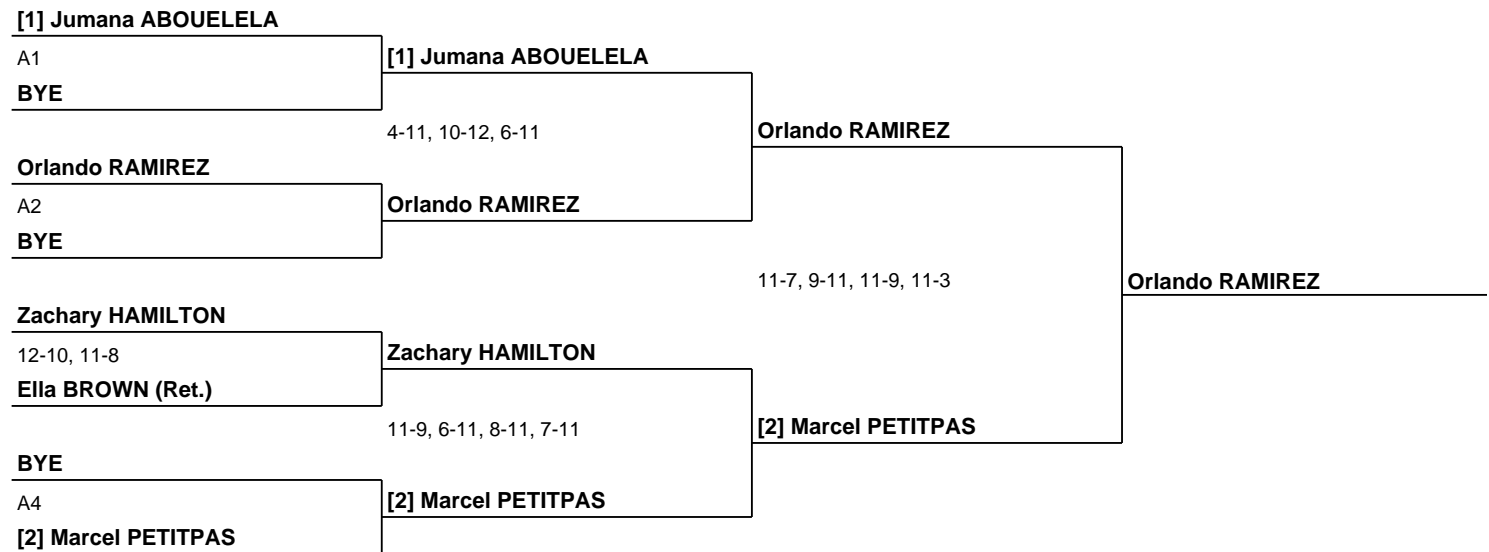 [1] Jumana ABOUELELA
A1
BYE
[1] Jumana ABOUELELA
4-11, 10-12, 6-11
Orlando RAMIREZ
A2
BYE
Orlando RAMIREZ
Orlando RAMIREZ
11-7, 9-11, 11-9, 11-3
Orlando RAMIREZ
Zachary HAMILTON
12-10, 11-8
Ella BROWN (Ret.)
Zachary HAMILTON
11-9, 6-11, 8-11, 7-11
[2] Marcel PETITPAS
BYE
A4
[2] Marcel PETITPAS
[2] Marcel PETITPAS